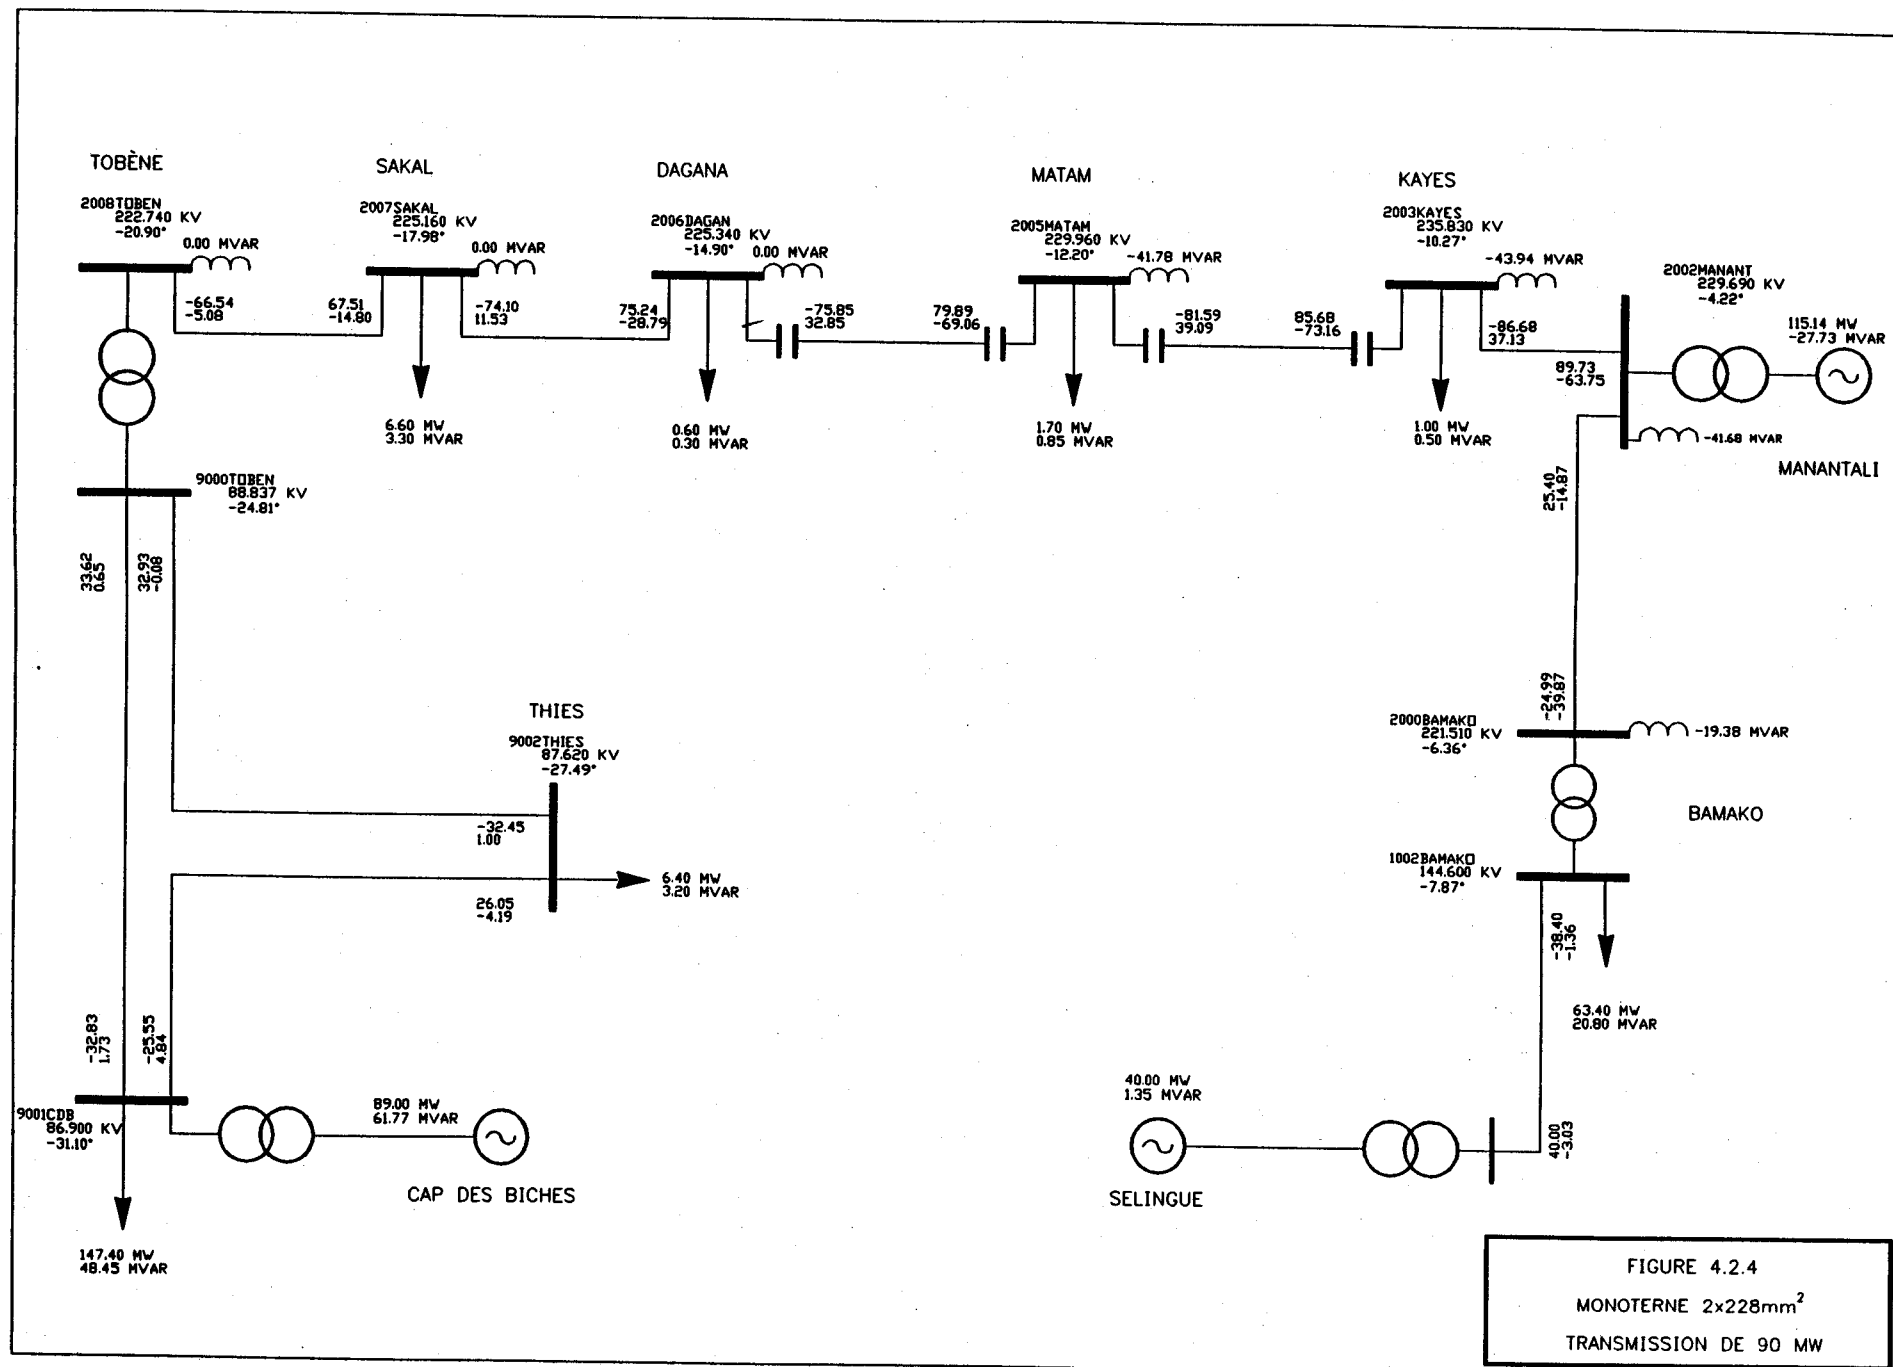 TOBÈNE
2008TOBEN
222.740 KV
-20.90°
0.00 MVAR
-66.54
-5.08
SAKAL
2007SAKAL
225.160 KV
-17.98°
0.00 MVAR
67.51
-14.80
-74.10
11.53
6.60 MW
3.30 MVAR
DAGANA
2006DAGAN
225.340 KV
-14.90°
0.00 MVAR
75.24
-28.79
-75.85
32.85
0.60 MW
0.30 MVAR
MATAM
2005MATAM
229.960 KV
-12.20°
-41.78 MVAR
79.89
-69.06
-81.59
39.09
1.70 MW
0.85 MVAR
KAYES
2003KAYES
235.830 KV
-10.27°
-43.94 MVAR
85.68
-73.16
-86.68
37.13
1.00 MW
0.50 MVAR
2002MANANT
229.690 KV
-4.22°
115.14 MW
-27.73 MVAR
89.73
-63.75
-41.68 MVAR
MANANTALI
25.40
-14.87
9000TOBEN
88.837 KV
-24.81°
33.62
0.65
32.93
-0.08
THIES
9002THIES
87.620 KV
-27.49°
-32.45
1.00
6.40 MW
3.20 MVAR
26.05
-4.19
-24.99
-39.87
2000BAMAKO
221.510 KV
-6.36°
-19.38 MVAR
BAMAKO
1002BAMAKO
144.600 KV
-7.87°
-38.40
-1.36
63.40 MW
20.80 MVAR
-32.83
1.73
-25.55
4.84
9001CDB
86.900 KV
-31.10°
89.00 MW
61.77 MVAR
CAP DES BICHES
147.40 MW
48.45 MVAR
40.00 MW
1.35 MVAR
SELINGUE
40.00
-3.03
FIGURE 4.2.4
MONOTERNE 2x228mm²
TRANSMISSION DE 90 MW